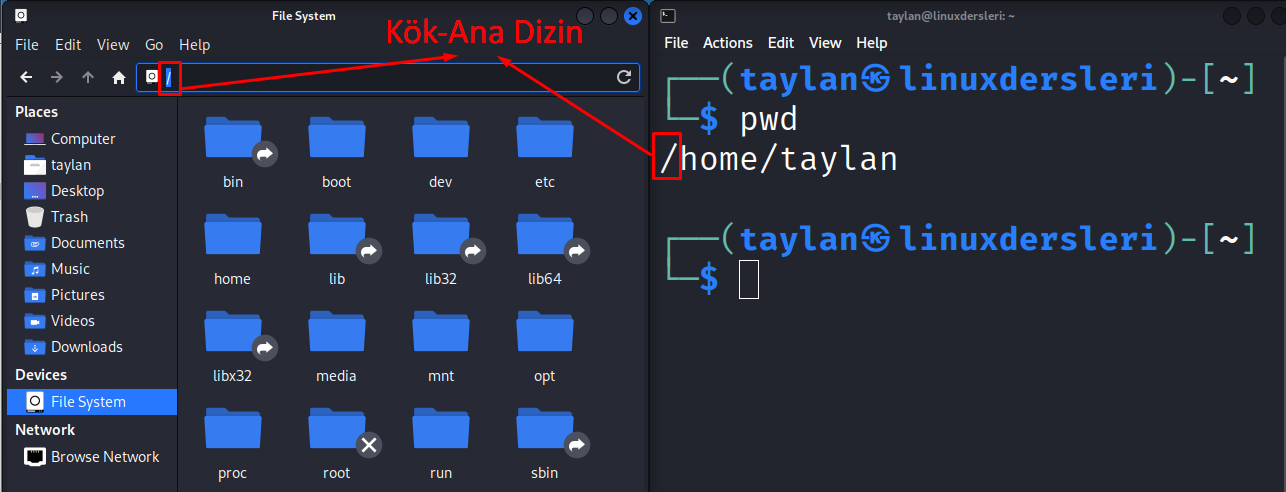 File System
Kök-Ana Dizin
File Edit View Go Help
/
Places
Computer
taylan
Desktop
Trash
Documents
Music
Pictures
Videos
Downloads
Devices
File System
Network
Browse Network
bin boot dev etc
home lib lib32 lib64
libx32 media mnt opt
proc root run sbin
taylan@linuxdersleri: ~
File Actions Edit View Help
┌──(taylan㉿linuxdersleri)-[~]
└─$ pwd
/home/taylan
┌──(taylan㉿linuxdersleri)-[~]
└─$